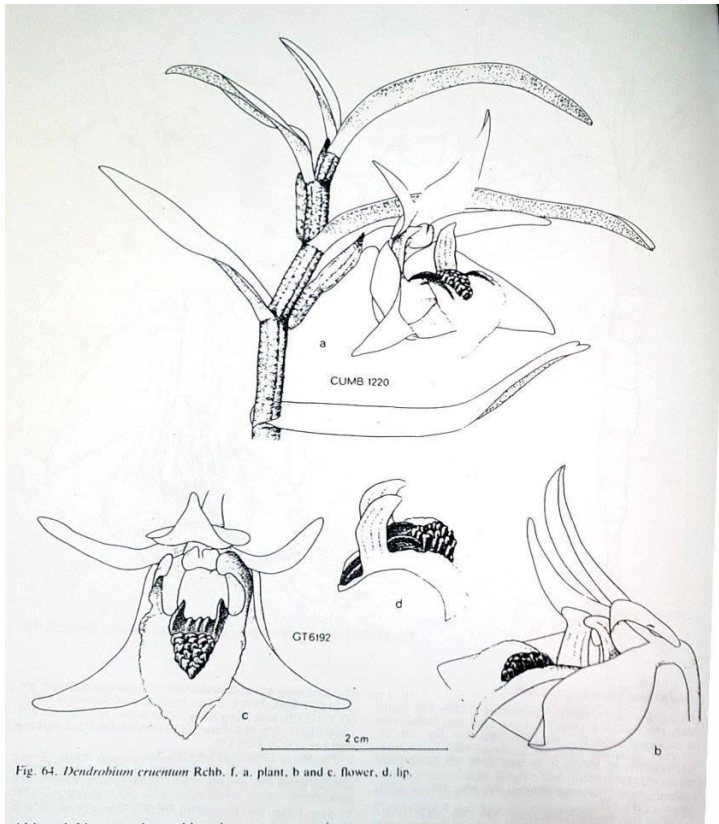 a
CUMB 1220
d
GT6192
c
b
2 cm
Fig. 64. Dendrobium cruentum Rchb. f. a. plant, b and c. flower, d. lip.